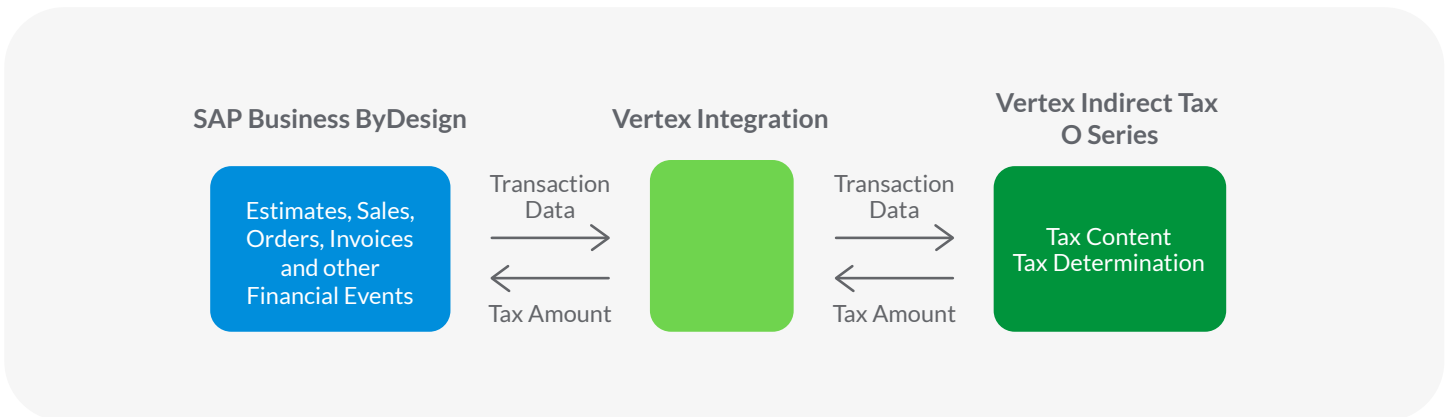 SAP Business ByDesign
Estimates, Sales,
Orders, Invoices
and other
Financial Events
Transaction
Data
Tax Amount
Vertex Integration
Transaction
Data
Tax Amount
Vertex Indirect Tax
O Series
Tax Content
Tax Determination